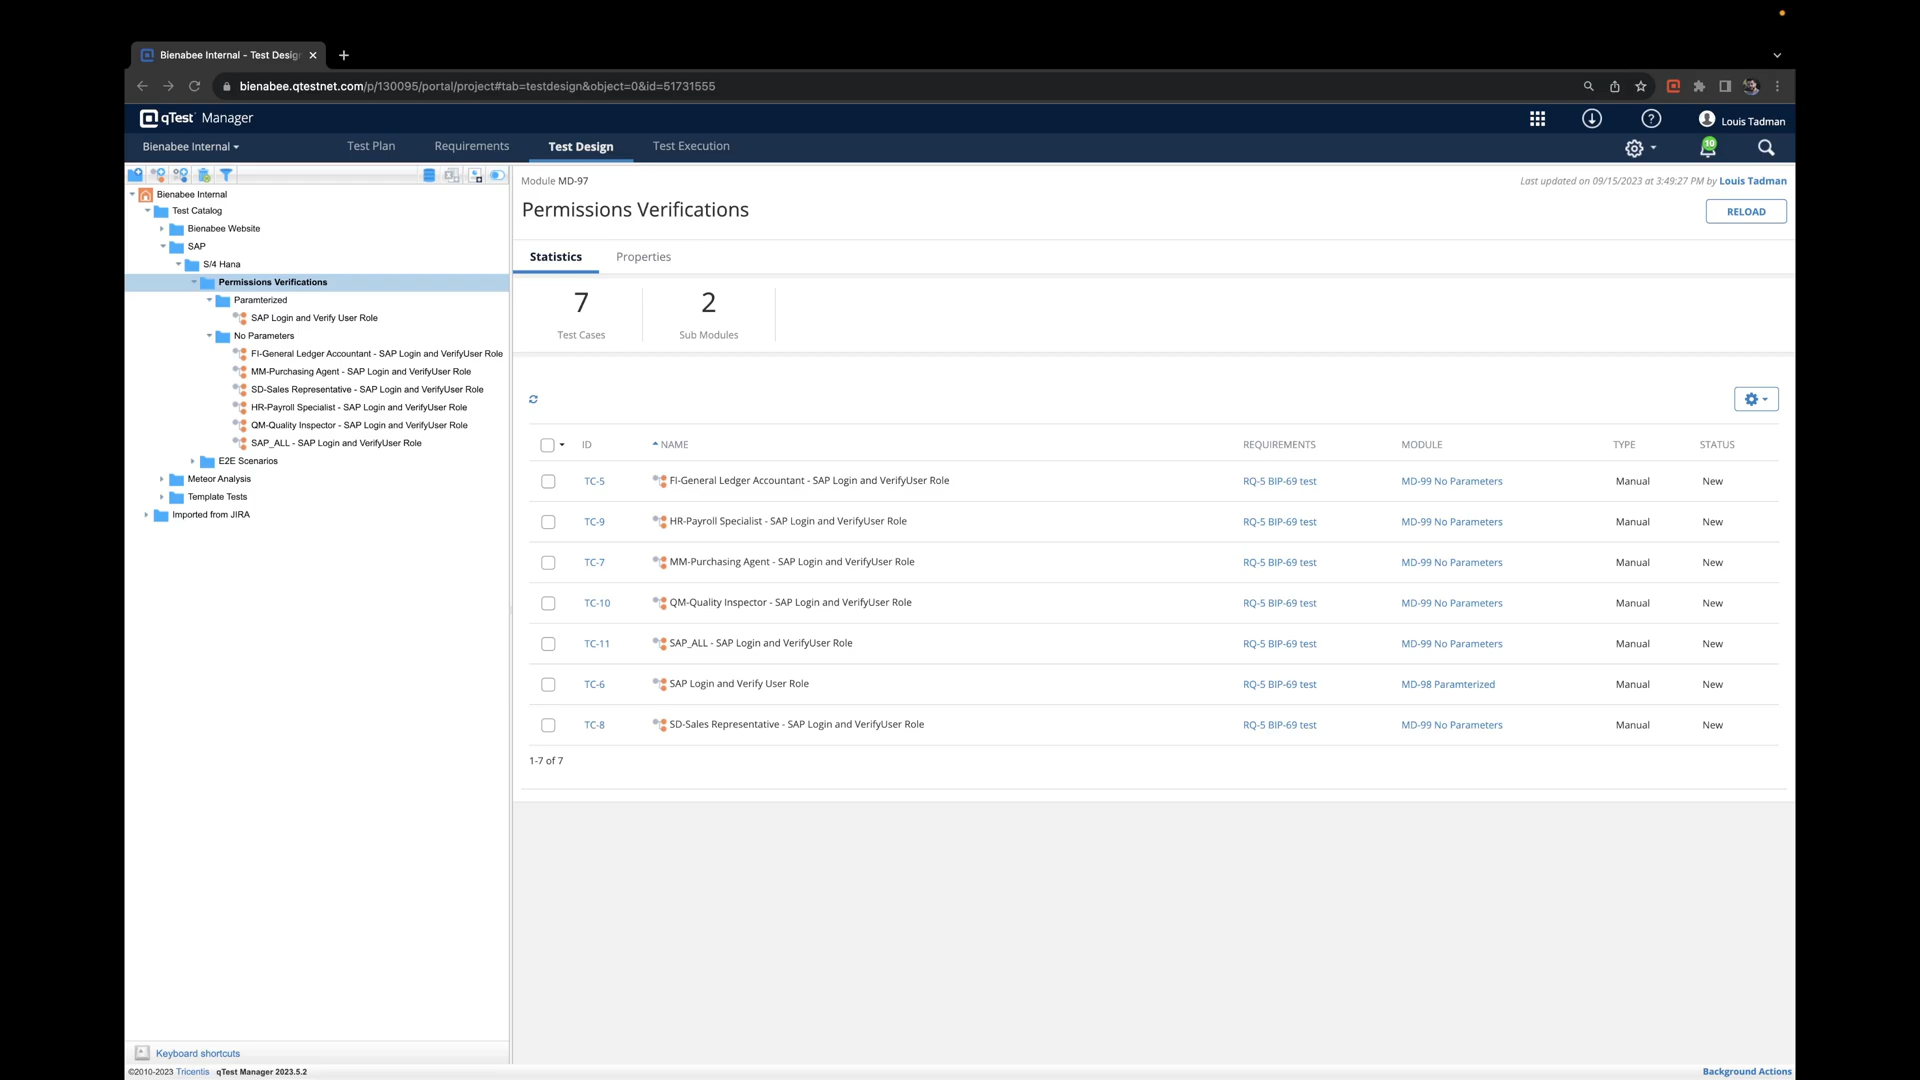 Bienabee Internal - Test Desig
bienabee.qtestnet.com/p/130095/portal/project#tab=testdesign&object=0&id=51731555
qTest Manager
Louis Tadman
Bienabee Internal
Test Plan
Requirements
Test Design
Test Execution
10
Bienabee Internal
Test Catalog
Bienabee Website
SAP
S/4 Hana
Permissions Verifications
Paramterized
SAP Login and Verify User Role
No Parameters
FI-General Ledger Accountant - SAP Login and VerifyUser Role
MM-Purchasing Agent - SAP Login and VerifyUser Role
SD-Sales Representative - SAP Login and VerifyUser Role
HR-Payroll Specialist - SAP Login and VerifyUser Role
QM-Quality Inspector - SAP Login and VerifyUser Role
SAP_ALL - SAP Login and VerifyUser Role
E2E Scenarios
Meteor Analysis
Template Tests
Imported from JIRA
Module MD-97
Last updated on 09/15/2023 at 3:49:27 PM by Louis Tadman
Permissions Verifications
RELOAD
Statistics
Properties
7
Test Cases
2
Sub Modules
ID NAME REQUIREMENTS MODULE TYPE STATUS
TC-5 FI-General Ledger Accountant - SAP Login and VerifyUser Role RQ-5 BIP-69 test MD-99 No Parameters Manual New
TC-9 HR-Payroll Specialist - SAP Login and VerifyUser Role RQ-5 BIP-69 test MD-99 No Parameters Manual New
TC-7 MM-Purchasing Agent - SAP Login and VerifyUser Role RQ-5 BIP-69 test MD-99 No Parameters Manual New
TC-10 QM-Quality Inspector - SAP Login and VerifyUser Role RQ-5 BIP-69 test MD-99 No Parameters Manual New
TC-11 SAP_ALL - SAP Login and VerifyUser Role RQ-5 BIP-69 test MD-99 No Parameters Manual New
TC-6 SAP Login and Verify User Role RQ-5 BIP-69 test MD-98 Paramterized Manual New
TC-8 SD-Sales Representative - SAP Login and VerifyUser Role RQ-5 BIP-69 test MD-99 No Parameters Manual New
1-7 of 7
Keyboard shortcuts
©2010-2023 Tricentis qTest Manager 2023.5.2
Background Actions